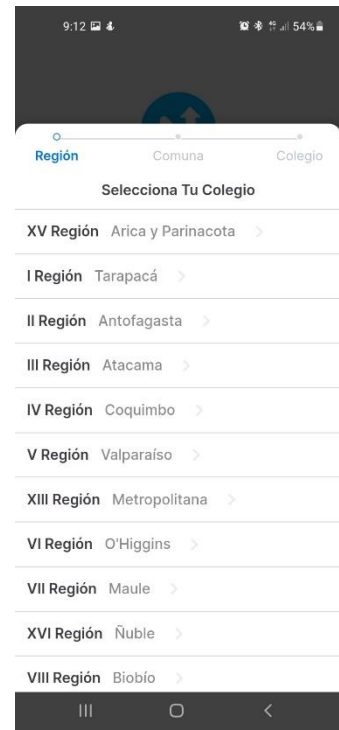 9:12 54%
Región Comuna Colegio
Selecciona Tu Colegio
XV Región Arica y Parinacota
I Región Tarapacá
II Región Antofagasta
III Región Atacama
IV Región Coquimbo
V Región Valparaíso
XIII Región Metropolitana
VI Región O'Higgins
VII Región Maule
XVI Región Ñuble
VIII Región Biobío